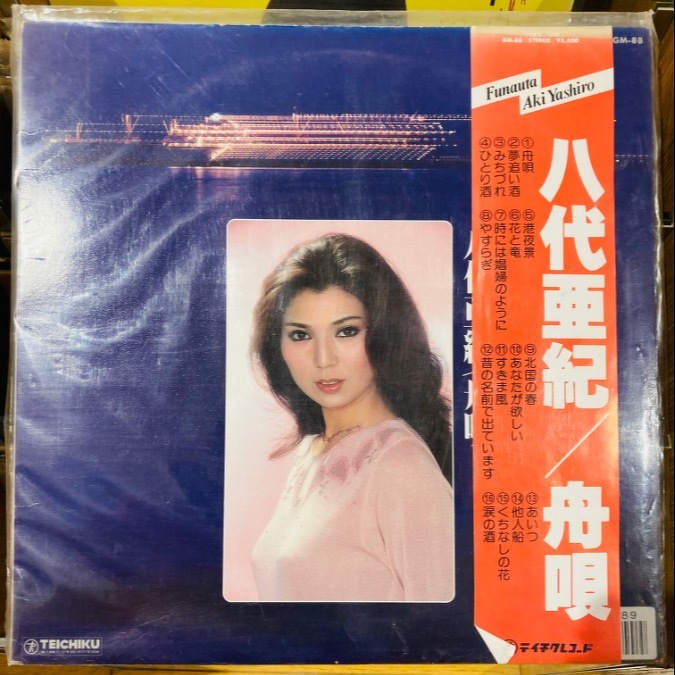 GM-88 STEREO ¥2,500
GM-88
Funauta
Aki Yashiro
八代亜紀/舟唄
①舟唄
②夢追い酒
③みちづれ
④ひとり酒
⑤港夜景
⑥花と竜
⑦時には娼婦のように
⑧やすらぎ
⑨北国の春
⑩あなたが欲しい
⑪すきま風
⑫昔の名前で出ています
⑬あいつ
⑭他人船
⑮くちなしの花
⑯涙の酒
テイチクレコード
TEICHIKU
89